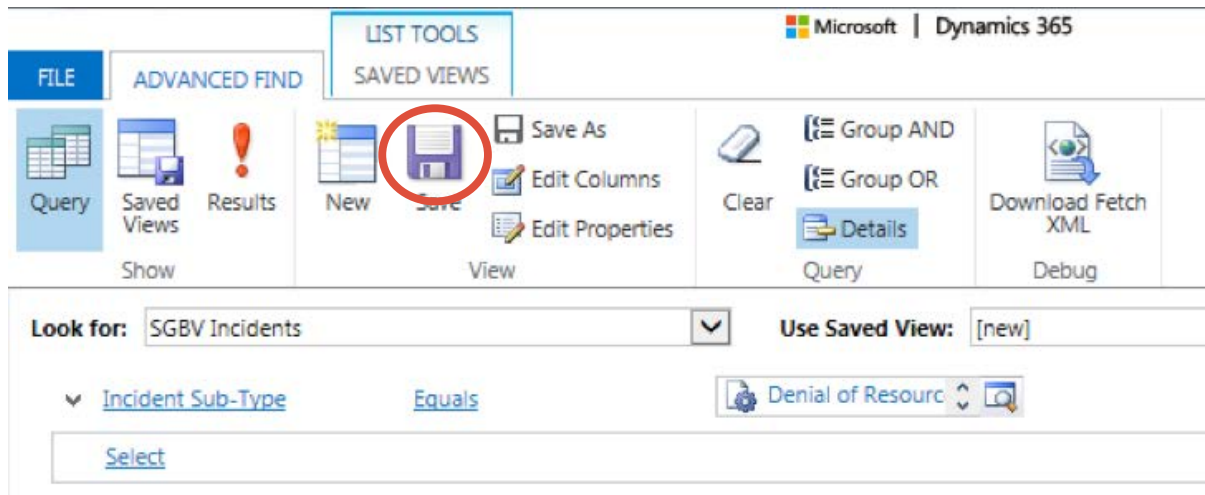 LIST TOOLS
Microsoft | Dynamics 365
FILE
ADVANCED FIND
SAVED VIEWS
Query
Saved Views
Results
New
Save
Save As
Edit Columns
Edit Properties
Clear
Group AND
Group OR
Details
Download Fetch XML
Show
View
Query
Debug
Look for: SGBV Incidents
Use Saved View: [new]
Incident Sub-Type Equals Denial of Resourc
Select